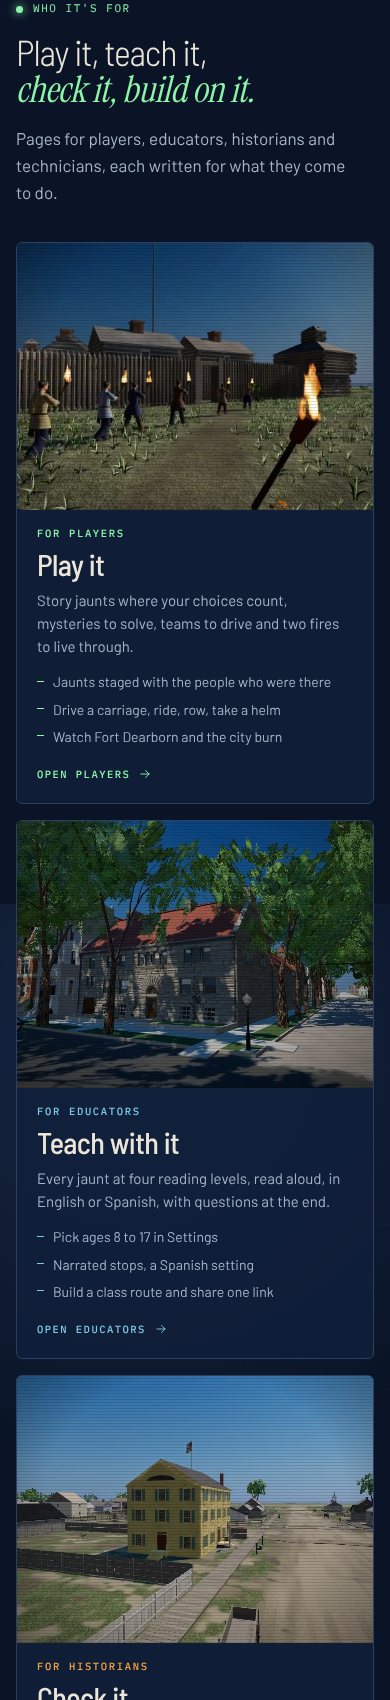 WHO IT'S FOR
Play it, teach it,
check it, build on it.
Pages for players, educators, historians and
technicians, each written for what they come
to do.
FOR PLAYERS
Play it
Story jaunts where your choices count,
mysteries to solve, teams to drive and two fires
to live through.
– Jaunts staged with the people who were there
– Drive a carriage, ride, row, take a helm
– Watch Fort Dearborn and the city burn
OPEN PLAYERS →
FOR EDUCATORS
Teach with it
Every jaunt at four reading levels, read aloud, in
English or Spanish, with questions at the end.
– Pick ages 8 to 17 in Settings
– Narrated stops, a Spanish setting
– Build a class route and share one link
OPEN EDUCATORS →
FOR HISTORIANS
Check it